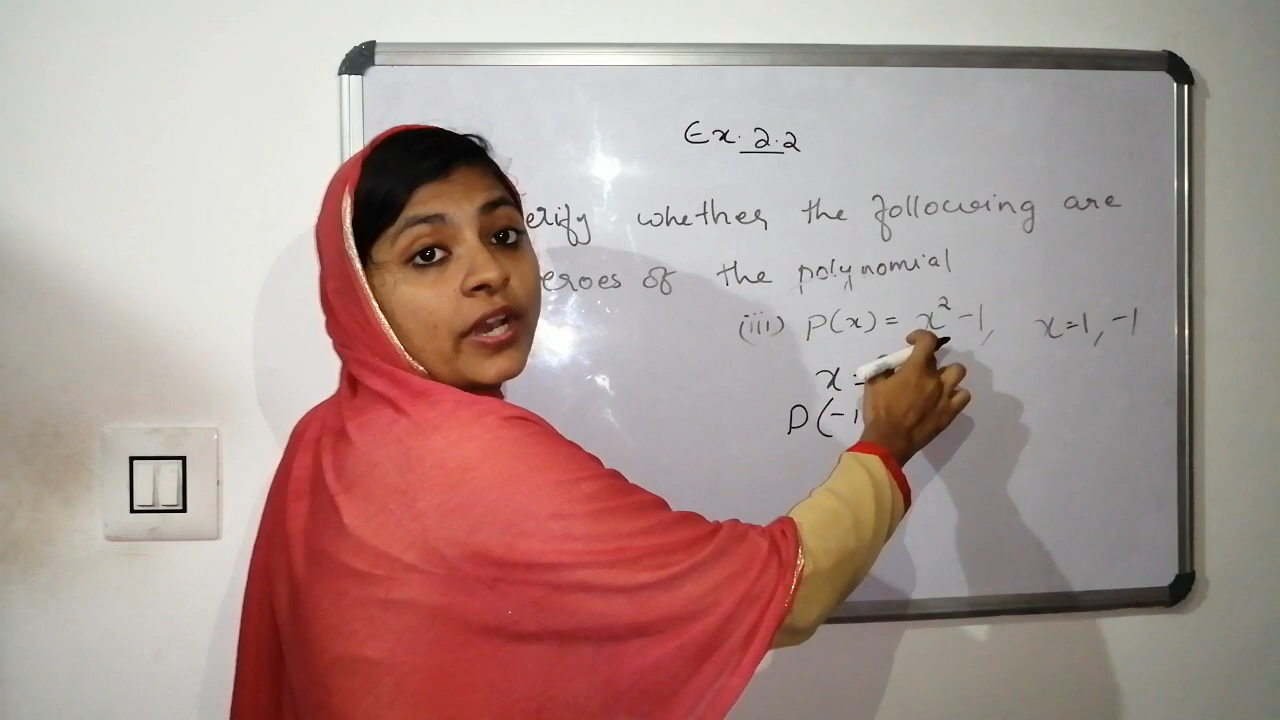 Ex. 2.2
erify whether the following are
eroes of the polynomial
(iii) P(x) = x² -1, x=1, -1
x =
P(-1